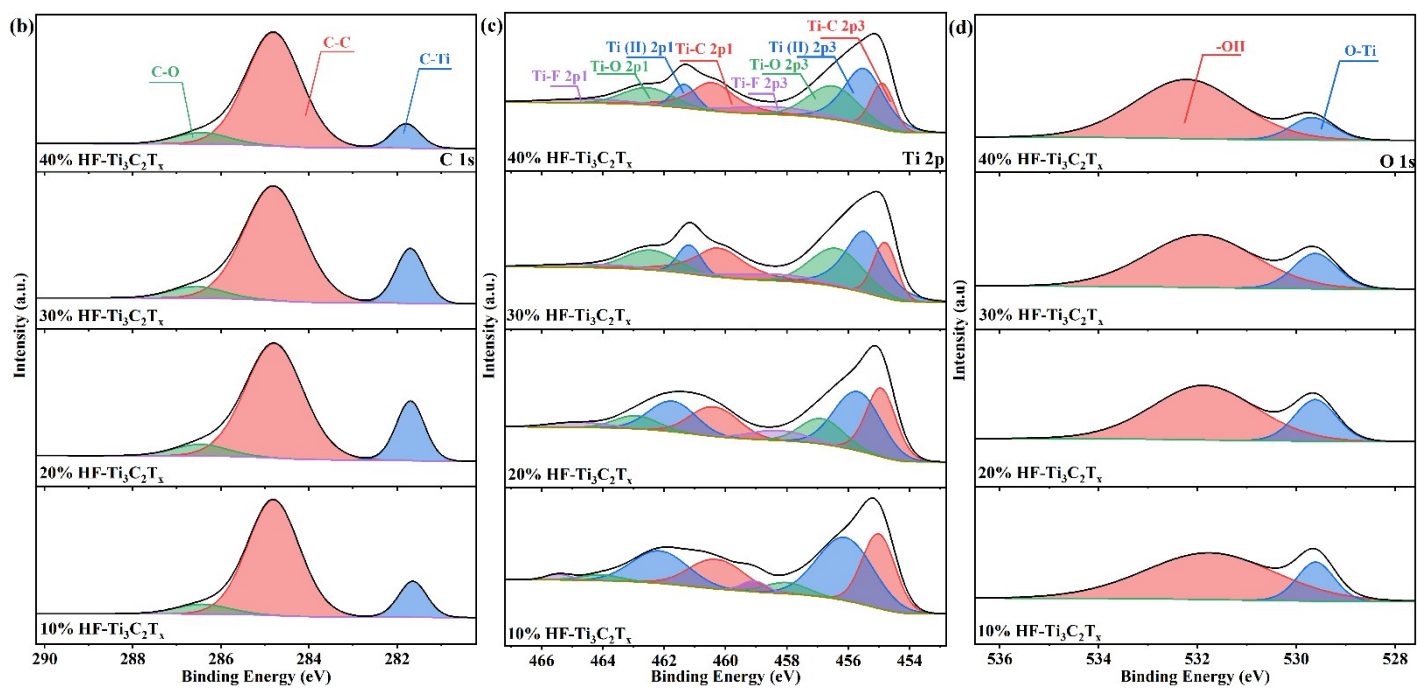 (b)
C-C
C-Ti
C-O
40% HF-Ti₃C₂Tₓ
C 1s
30% HF-Ti₃C₂Tₓ
20% HF-Ti₃C₂Tₓ
10% HF-Ti₃C₂Tₓ
290 288 286 284 282
Binding Energy (eV)
Intensity (a.u.)
(c)
Ti-C 2p3
Ti (II) 2p1 Ti-C 2p1 Ti (II) 2p3
Ti-F 2p1 Ti-O 2p1 Ti-O 2p3
Ti-F 2p3
40% HF-Ti₃C₂Tₓ
Ti 2p
30% HF-Ti₃C₂Tₓ
20% HF-Ti₃C₂Tₓ
10% HF-Ti₃C₂Tₓ
466 464 462 460 458 456 454
Binding Energy (eV)
Intensity (a.u.)
(d)
-OII
O-Ti
40% HF-Ti₃C₂Tₓ
O 1s
30% HF-Ti₃C₂Tₓ
20% HF-Ti₃C₂Tₓ
10% HF-Ti₃C₂Tₓ
536 534 532 530 528
Binding Energy (eV)
Intensity (a.u)